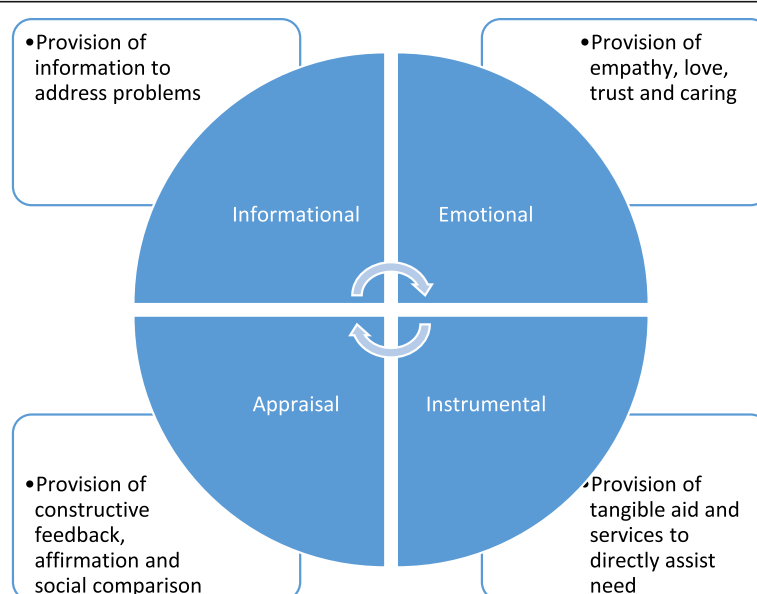 •Provision of
information to
address problems
•Provision of
empathy, love,
trust and caring
Informational
Emotional
Appraisal
Instrumental
•Provision of
constructive
feedback,
affirmation and
social comparison
•Provision of
tangible aid and
services to
directly assist
need